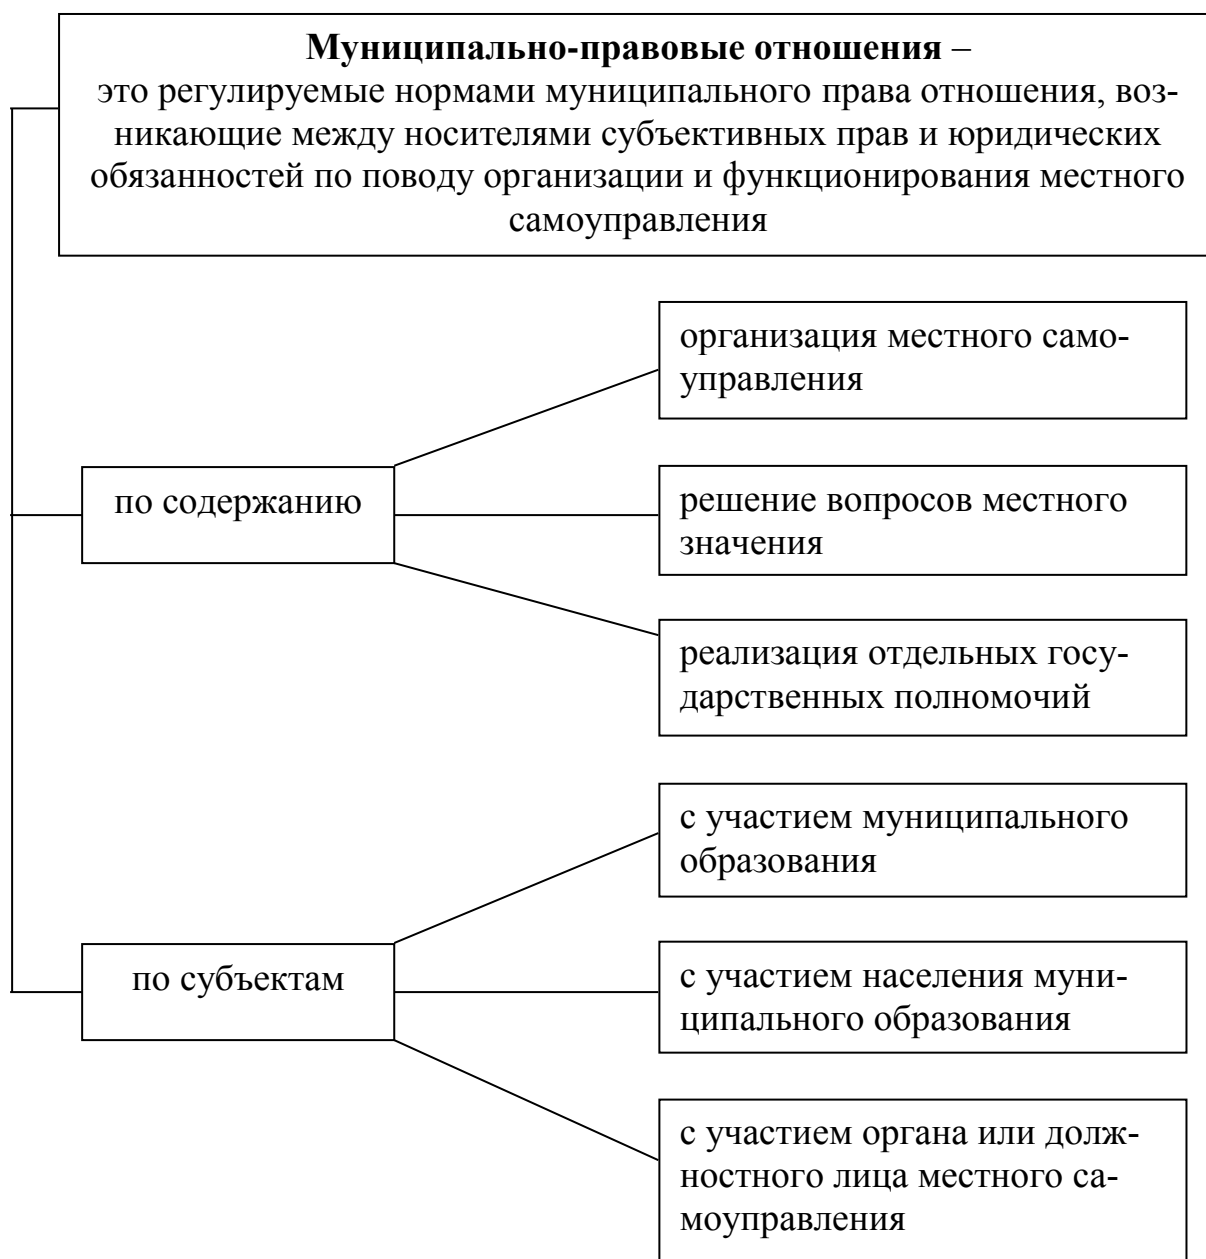 Муниципально-правовые отношения –
это регулируемые нормами муниципального права отношения, воз-
никающие между носителями субъективных прав и юридических
обязанностей по поводу организации и функционирования местного
самоуправления
организация местного само-
управления
по содержанию
решение вопросов местного
значения
реализация отдельных госу-
дарственных полномочий
с участием муниципального
образования
по субъектам
с участием населения муни-
ципального образования
с участием органа или долж-
ностного лица местного са-
моуправления